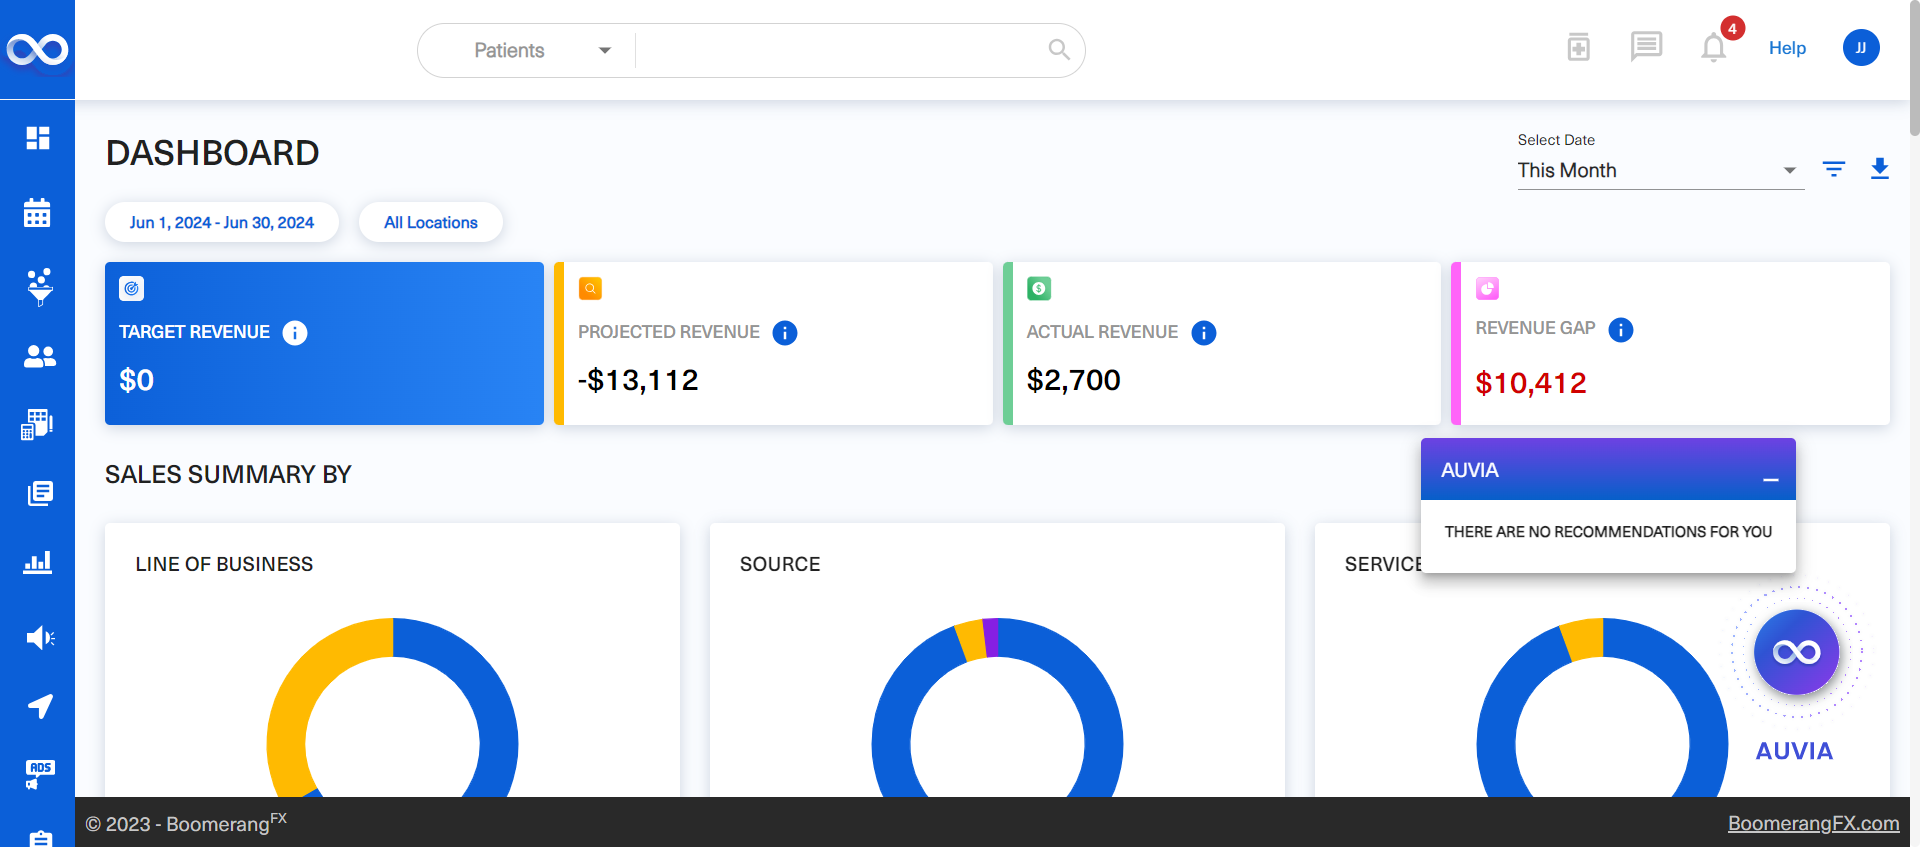 Patients
4
Help
JJ
DASHBOARD
Select Date
This Month
Jun 1, 2024 - Jun 30, 2024
All Locations
TARGET REVENUE
$0
PROJECTED REVENUE
-$13,112
ACTUAL REVENUE
$2,700
REVENUE GAP
$10,412
SALES SUMMARY BY
AUVIA
THERE ARE NO RECOMMENDATIONS FOR YOU
LINE OF BUSINESS
SOURCE
SERVICE
AUVIA
ADS
© 2023 - BoomerangFX
BoomerangFX.com